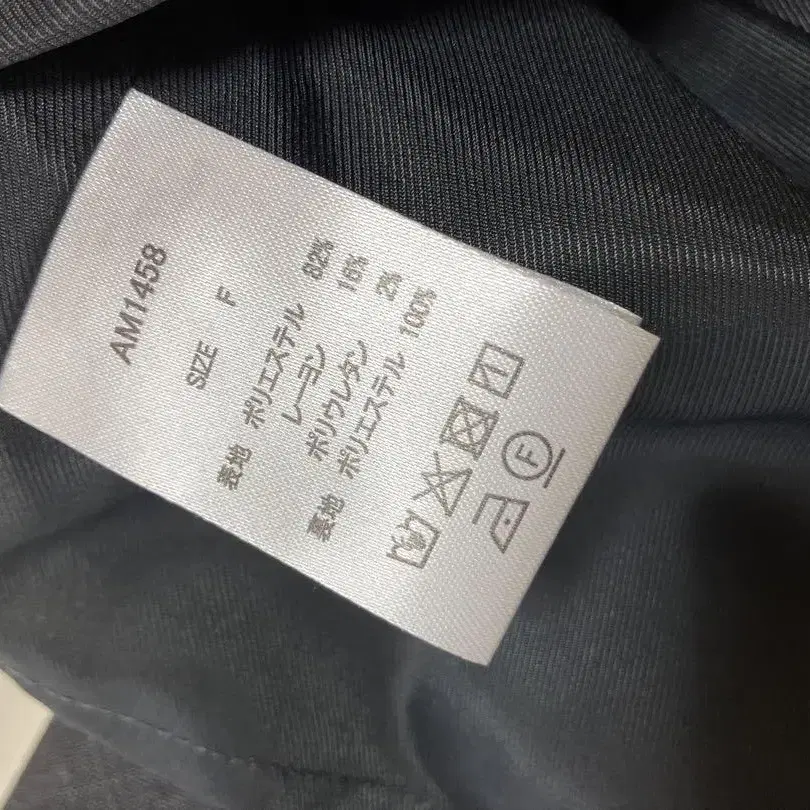 AM1458
SIZE F
表地 ポリエステル 82%
レーヨン 16%
ポリウレタン 2%
裏地 ポリエステル 100%
F